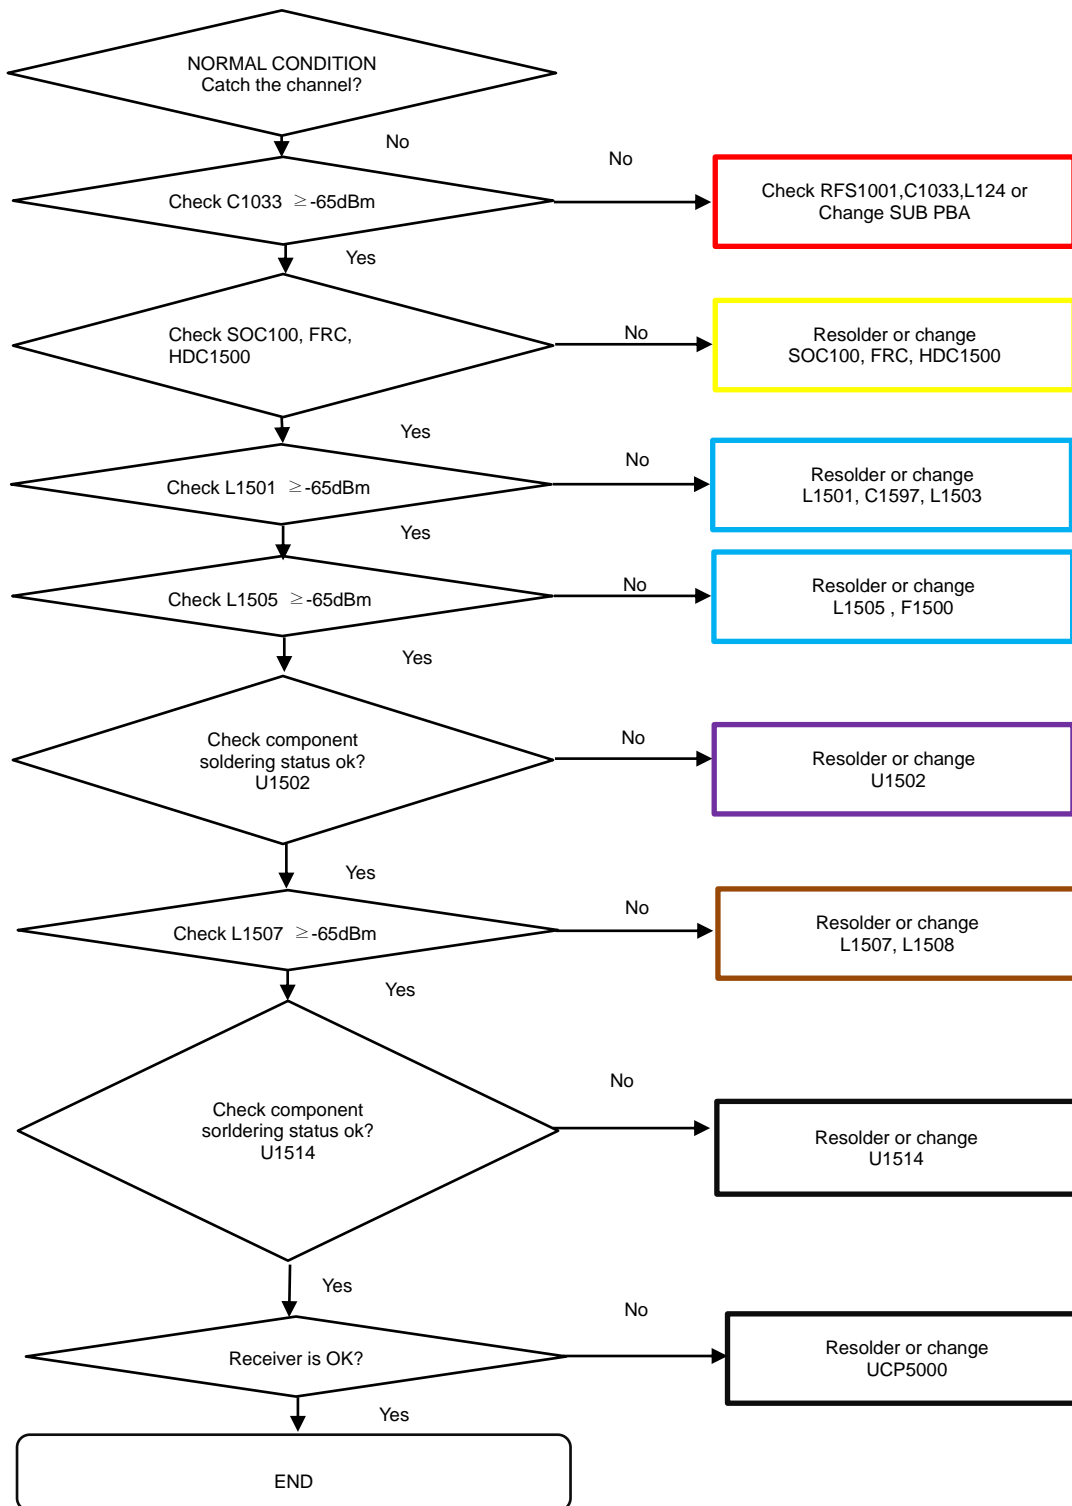 NORMAL CONDITION
Catch the channel?
No
No
Check C1033 ≥-65dBm
Check RFS1001,C1033,L124 or
Change SUB PBA
Yes
Check SOC100, FRC,
HDC1500
No
Resolder or change
SOC100, FRC, HDC1500
Yes
Check L1501 ≥-65dBm
No
Resolder or change
L1501, C1597, L1503
Yes
Check L1505 ≥-65dBm
No
Resolder or change
L1505 , F1500
Yes
Check component
soldering status ok?
U1502
No
Resolder or change
U1502
Yes
Check L1507 ≥-65dBm
No
Resolder or change
L1507, L1508
Yes
Check component
sorldering status ok?
U1514
No
Resolder or change
U1514
Yes
Receiver is OK?
No
Resolder or change
UCP5000
Yes
END